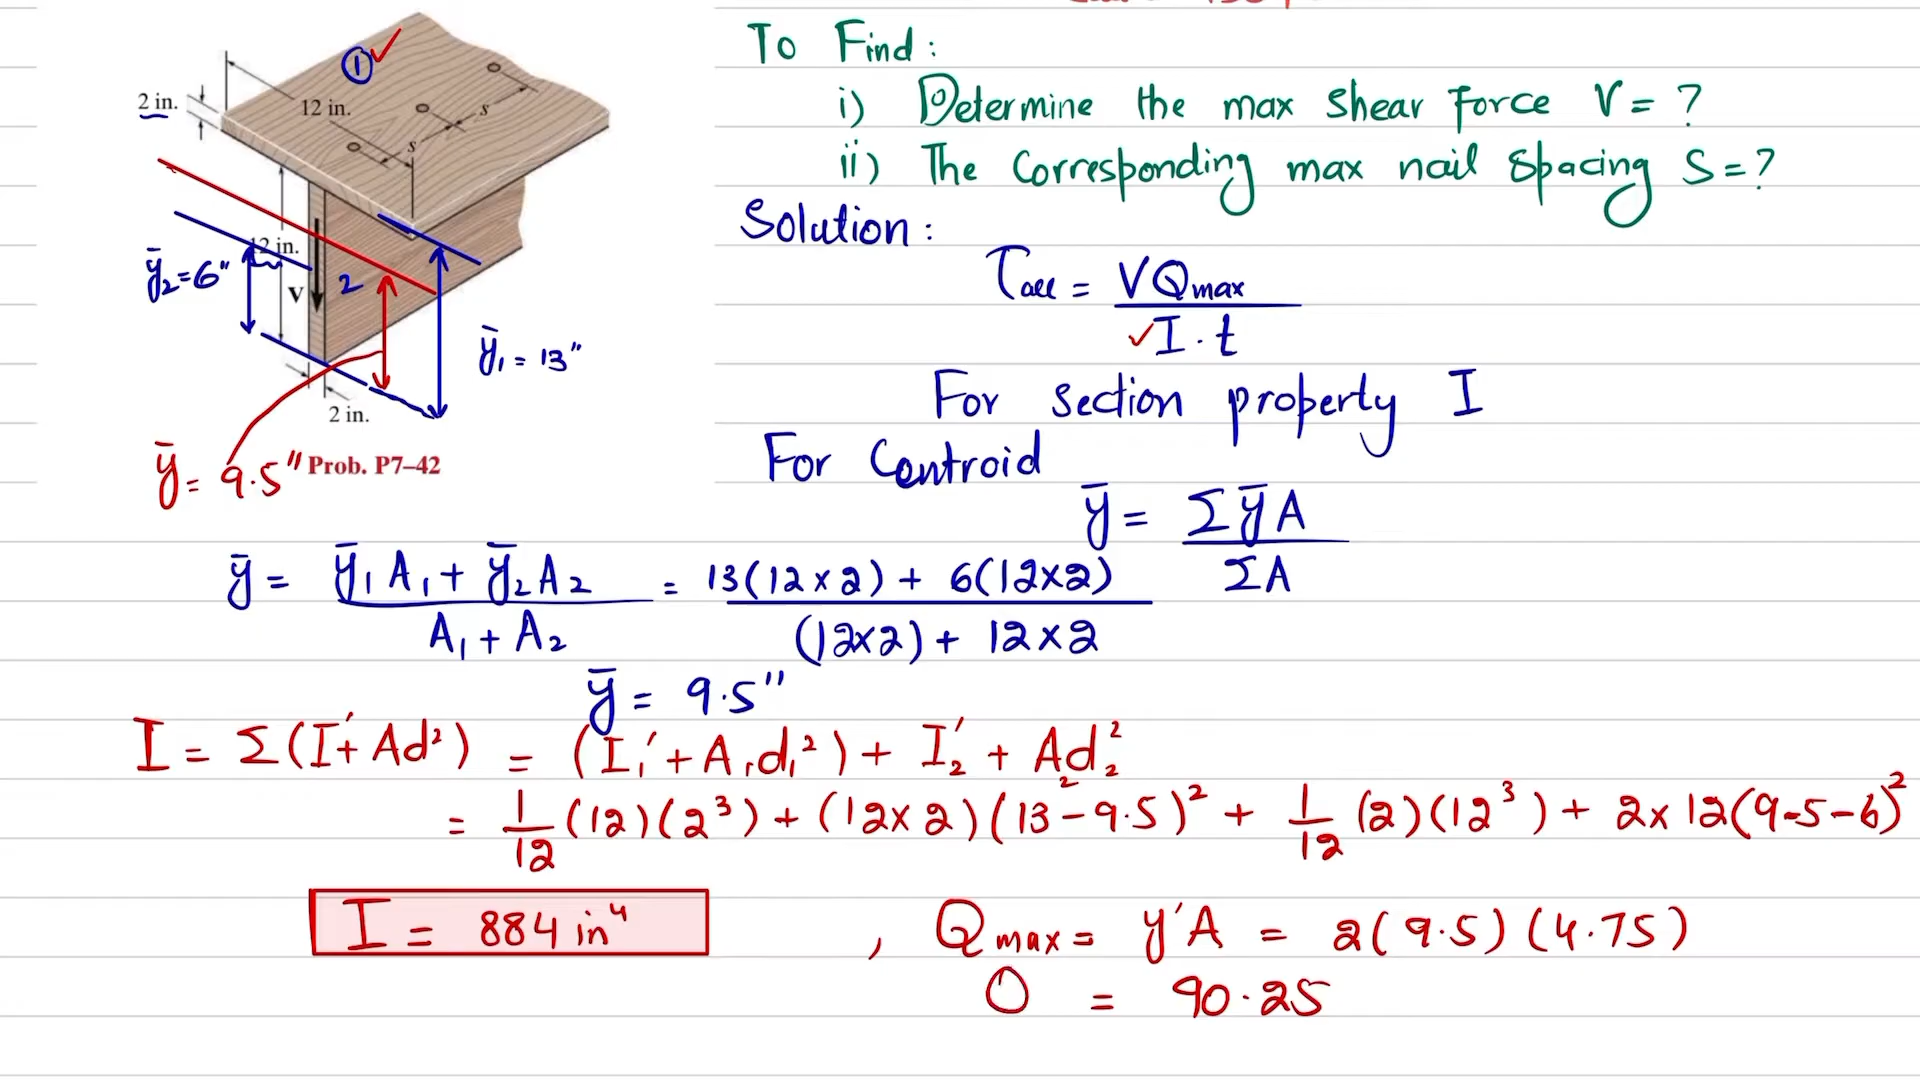 To Find :
i) Determine the max shear force V = ?
ii) The Corresponding max nail spacing S = ?
Solution :
τall = VQmax
✓I . t
For section property I
For Centroid
ȳ = ΣȳA
ΣA
①✓
2 in.
12 in.
s
s
12 in.
ȳ₂=6"
V
2
ȳ₁ = 13"
2 in.
ȳ = 9.5"
Prob. P7–42
ȳ = ȳ₁A₁ + ȳ₂A₂ = 13(12×2) + 6(12×2)
A₁ + A₂ (12×2) + 12×2
ȳ = 9.5"
I = Σ(I' + Ad²) = (I₁' + A₁d₁²) + I₂' + Ad₂²
= 1/12 (12)(2³) + (12×2)(13²-9.5)² + 1/12 (2)(12³) + 2×12(9-5-6)²
I = 884 in⁴ , Qmax = y'A = 2(9.5)(4.75)
O = 90.25